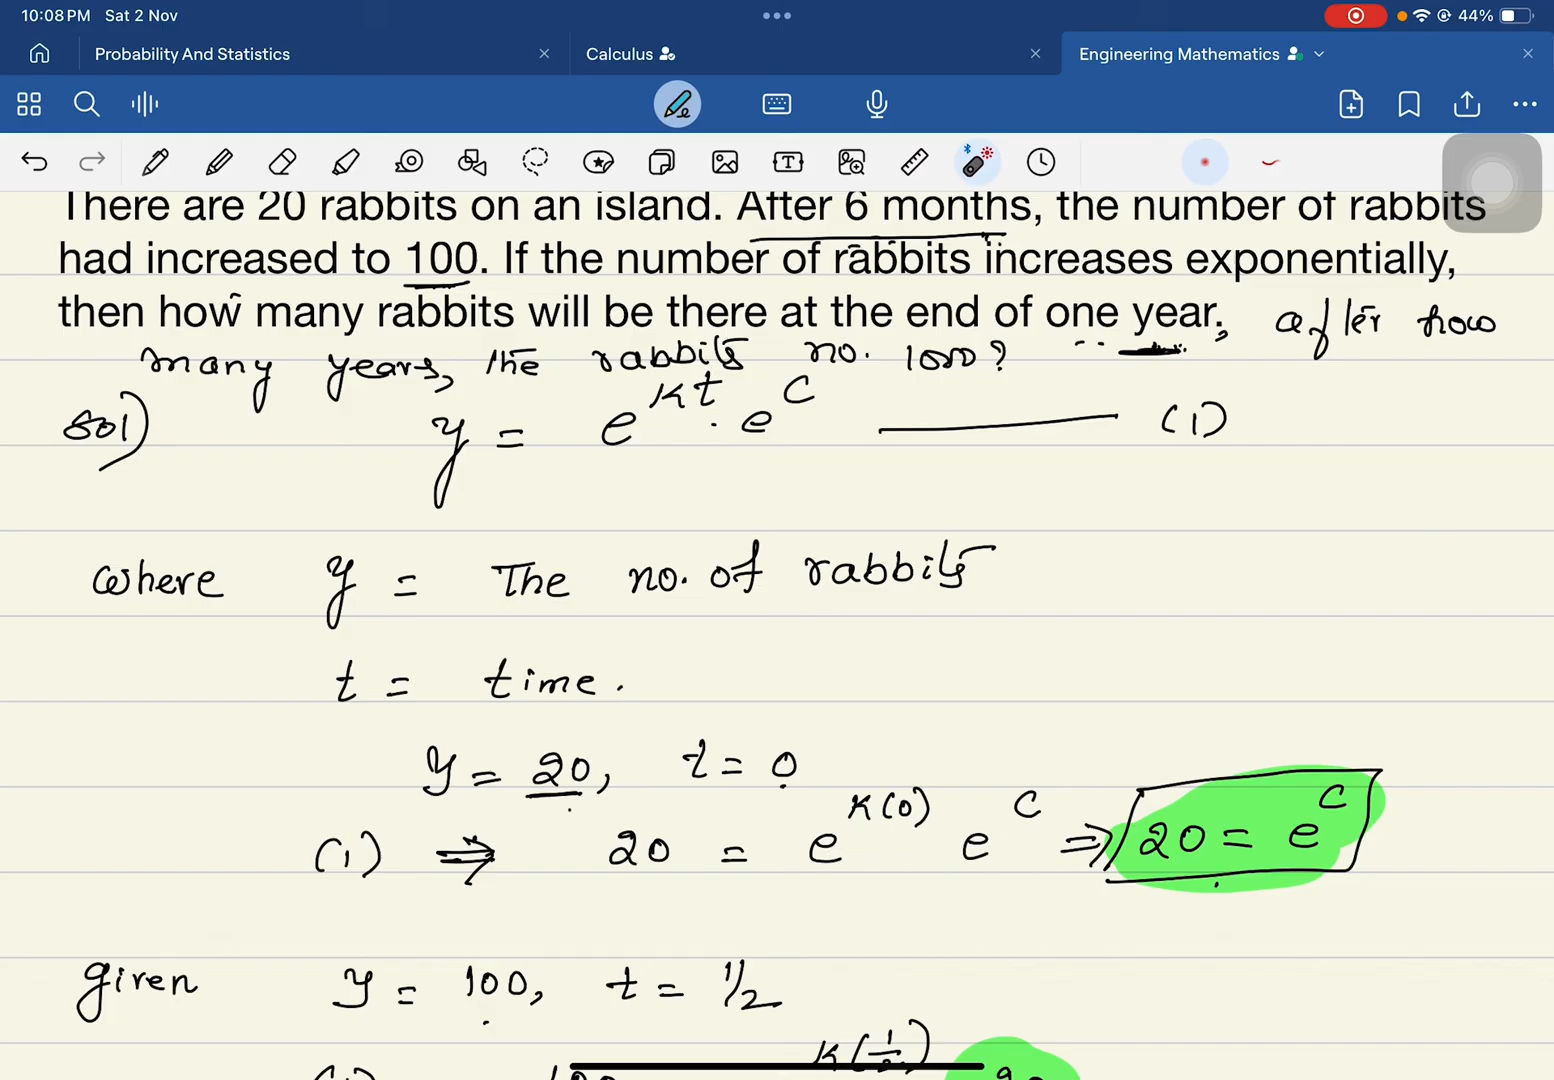 10:08 PM Sat 2 Nov
44%
Probability And Statistics
Calculus
Engineering Mathematics
There are 20 rabbits on an island. After 6 months, the number of rabbits
had increased to 100. If the number of rabbits increases exponentially,
then how many rabbits will be there at the end of one year, after how
many years, the rabbits no. 1000?
Sol) y = e^{kt} . e^{c} —— (1)
where y = The no. of rabbits
t = time.
y = 20, t = 0
(1) ⇒ 20 = e^{k(0)} e^{c} ⇒ 20 = e^{c}
given y = 100, t = 1/2